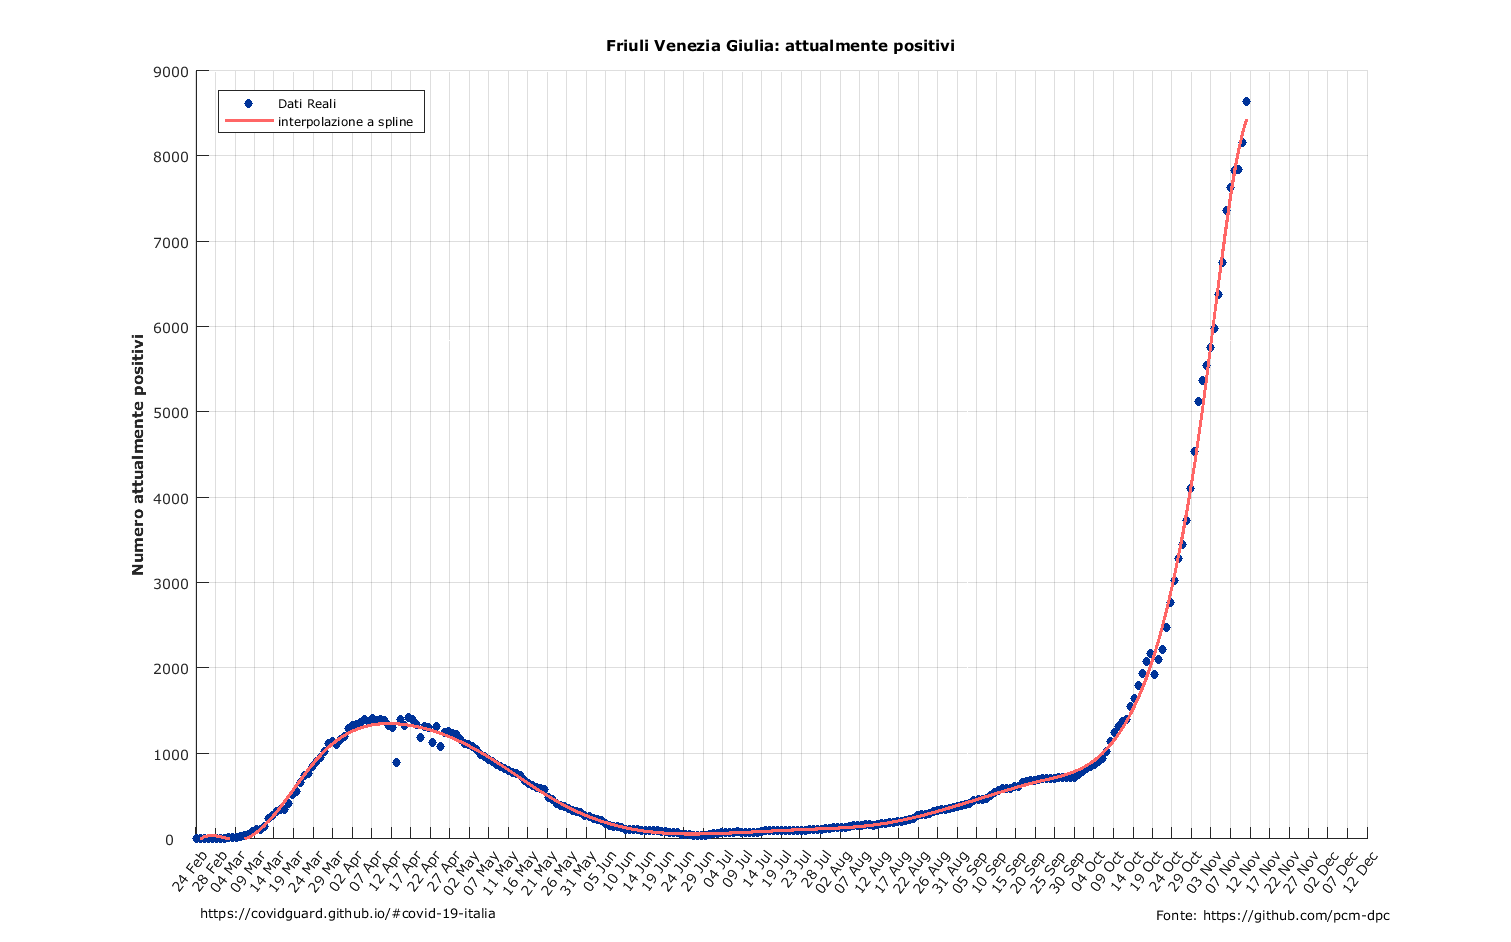 Friuli Venezia Giulia: attualmente positivi
Dati Reali
interpolazione a spline
Numero attualmente positivi
9000
8000
7000
6000
5000
4000
3000
2000
1000
0
24 Feb
28 Feb
04 Mar
09 Mar
14 Mar
19 Mar
24 Mar
29 Mar
02 Apr
07 Apr
12 Apr
17 Apr
22 Apr
27 Apr
02 May
07 May
11 May
16 May
21 May
26 May
31 May
05 Jun
10 Jun
14 Jun
19 Jun
24 Jun
29 Jun
04 Jul
09 Jul
14 Jul
19 Jul
23 Jul
28 Jul
02 Aug
07 Aug
12 Aug
17 Aug
22 Aug
26 Aug
31 Aug
05 Sep
10 Sep
15 Sep
20 Sep
25 Sep
30 Sep
04 Oct
09 Oct
14 Oct
19 Oct
24 Oct
29 Oct
03 Nov
07 Nov
12 Nov
17 Nov
22 Nov
27 Nov
02 Dec
07 Dec
12 Dec
https://covidguard.github.io/#covid-19-italia
Fonte: https://github.com/pcm-dpc